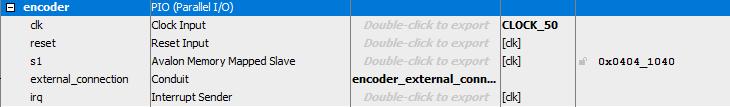 encoder PIO (Parallel I/O)
clk Clock Input Double-click to export CLOCK_50
reset Reset Input Double-click to export [clk]
s1 Avalon Memory Mapped Slave Double-click to export [clk] 0x0404_1040
external_connection Conduit encoder_external_conn...
irq Interrupt Sender Double-click to export [clk]